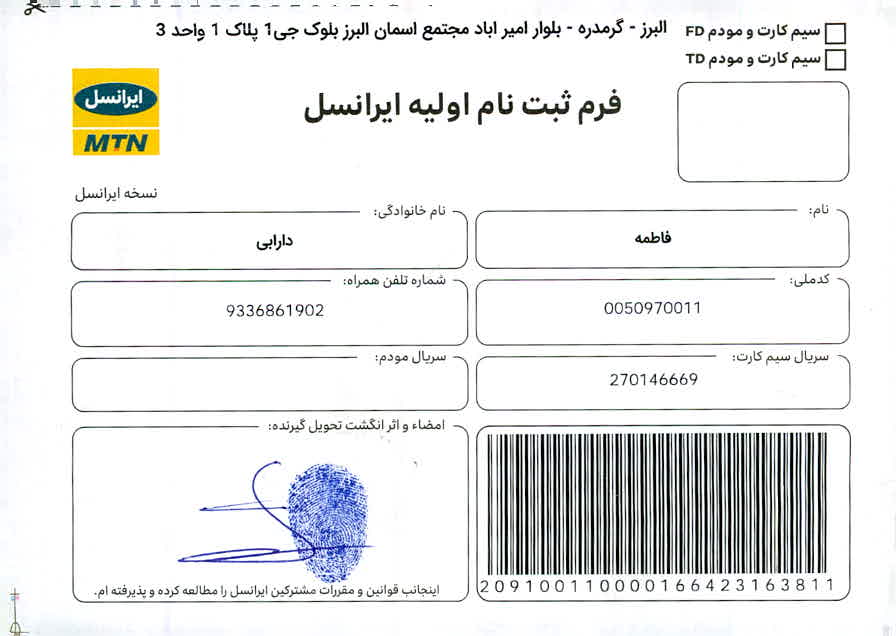 البرز - گرمدره - بلوار امیر اباد مجتمع اسمان البرز بلوک جی1 پلاک 1 واحد 3
سیم کارت و مودم FD
سیم کارت و مودم TD
ایرانسل
MTN
فرم ثبت نام اولیه ایرانسل
نسخه ایرانسل
نام:
فاطمه
نام خانوادگی:
دارابی
کدملی:
0050970011
شماره تلفن همراه:
9336861902
سریال سیم کارت:
270146669
سریال مودم:
امضاء و اثر انگشت تحویل گیرنده:
اینجانب قوانین و مقررات مشترکین ایرانسل را مطالعه کرده و پذیرفته ام.
209100110000166423163811